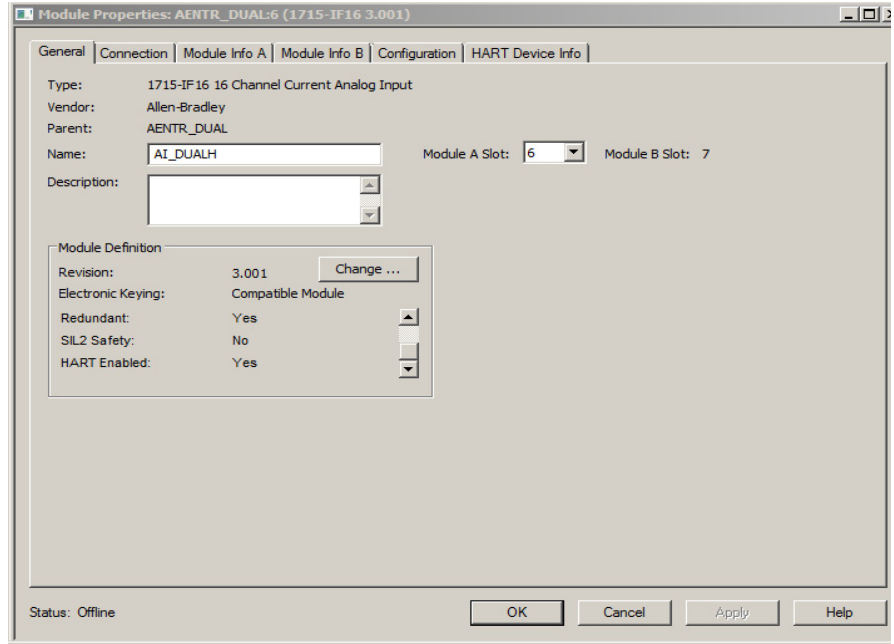 Module Properties: AENTR_DUAL:6 (1715-IF16 3.001)
General Connection Module Info A Module Info B Configuration HART Device Info
Type: 1715-IF16 16 Channel Current Analog Input
Vendor: Allen-Bradley
Parent: AENTR_DUAL
Name: AI_DUALH Module A Slot: 6 Module B Slot: 7
Description:
Module Definition
Revision: 3.001 Change ...
Electronic Keying: Compatible Module
Redundant: Yes
SIL2 Safety: No
HART Enabled: Yes
Status: Offline OK Cancel Apply Help